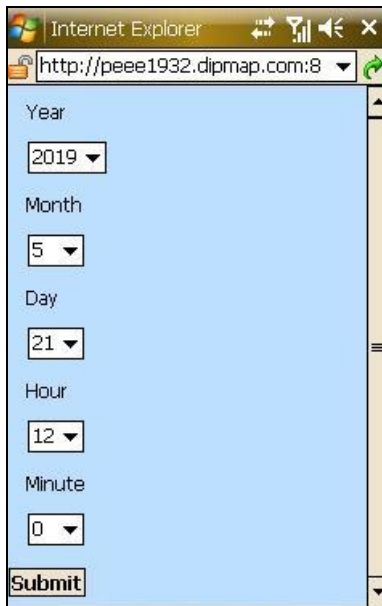 Internet Explorer
http://peee1932.dipmap.com:8
Year
2019
Month
5
Day
21
Hour
12
Minute
0
Submit